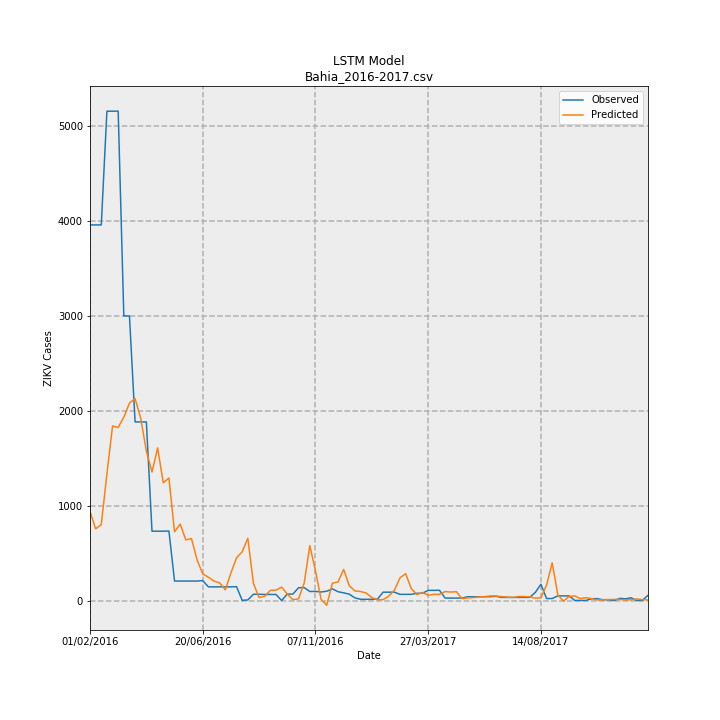 LSTM Model
Bahia_2016-2017.csv
Observed
Predicted
ZIKV Cases
5000
4000
3000
2000
1000
0
01/02/2016 20/06/2016 07/11/2016 27/03/2017 14/08/2017
Date